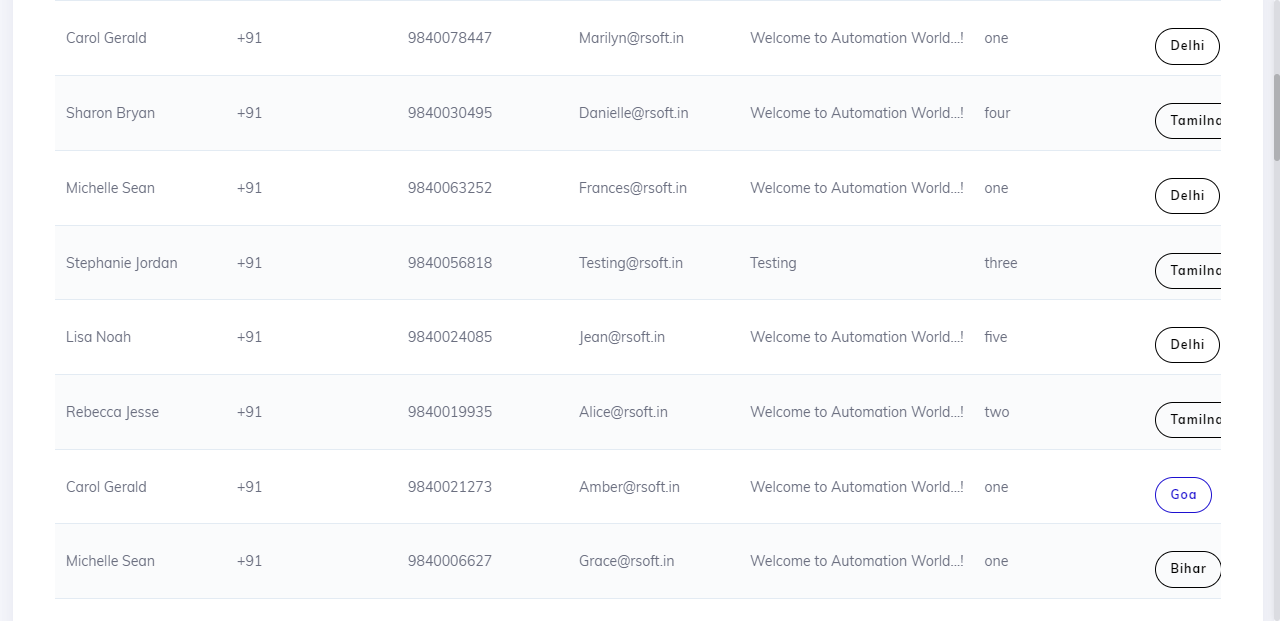 Carol Gerald +91 9840078447 Marilyn@rsoft.in Welcome to Automation World...! one Delhi
Sharon Bryan +91 9840030495 Danielle@rsoft.in Welcome to Automation World...! four Tamilna
Michelle Sean +91 9840063252 Frances@rsoft.in Welcome to Automation World...! one Delhi
Stephanie Jordan +91 9840056818 Testing@rsoft.in Testing three Tamilna
Lisa Noah +91 9840024085 Jean@rsoft.in Welcome to Automation World...! five Delhi
Rebecca Jesse +91 9840019935 Alice@rsoft.in Welcome to Automation World...! two Tamilna
Carol Gerald +91 9840021273 Amber@rsoft.in Welcome to Automation World...! one Goa
Michelle Sean +91 9840006627 Grace@rsoft.in Welcome to Automation World...! one Bihar